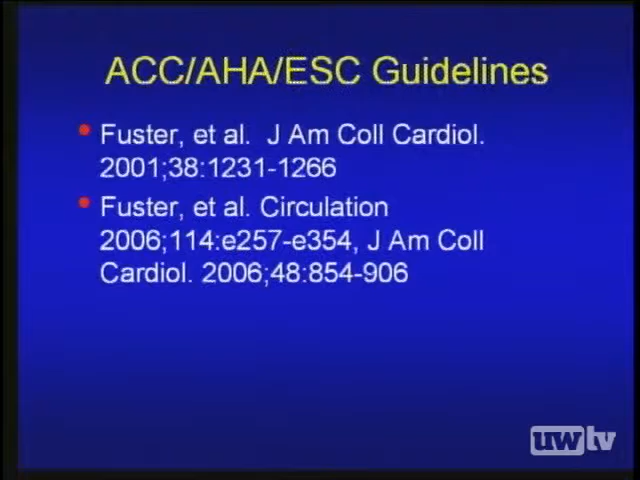 ACC/AHA/ESC Guidelines
Fuster, et al. J Am Coll Cardiol.
2001;38:1231-1266
Fuster, et al. Circulation
2006;114:e257-e354, J Am Coll
Cardiol. 2006;48:854-906
uwtv